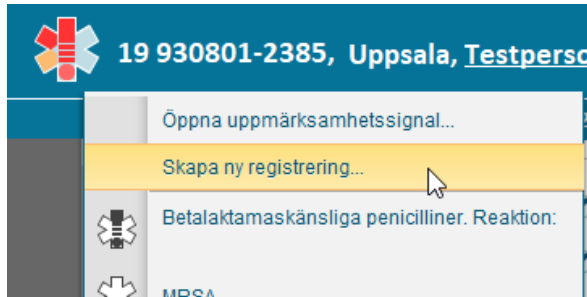 19 930801-2385, Uppsala, Testperso
Öppna uppmärksamhetssignal...
Skapa ny registrering...
Betalaktamaskänsliga penicilliner. Reaktion:
MRSA